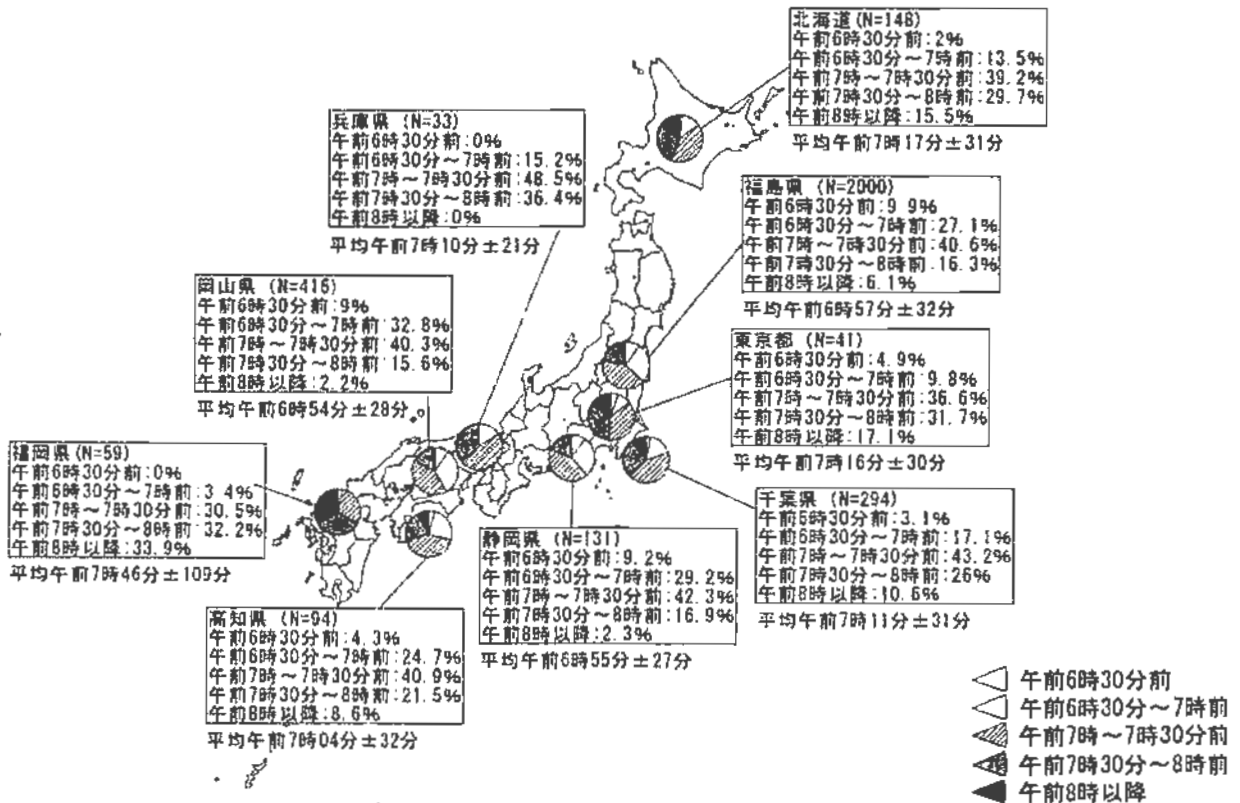 北海道(N=148)
午前6時30分前:2%
午前6時30分～7時前:13.5%
午前7時～7時30分前:39.2%
午前7時30分～8時前:29.7%
午前8時以降:15.5%
平均午前7時17分±31分
兵庫県 (N=33)
午前6時30分前:0%
午前6時30分～7時前:15.2%
午前7時～7時30分前:48.5%
午前7時30分～8時前:36.4%
午前8時以降:0%
平均午前7時10分±21分
福島県 (N=2000)
午前6時30分前:9.9%
午前6時30分～7時前:27.1%
午前7時～7時30分前:40.6%
午前7時30分～8時前:16.3%
午前8時以降:6.1%
平均午前6時57分±32分
岡山県 (N=416)
午前6時30分前:9%
午前6時30分～7時前:32.8%
午前7時～7時30分前:40.3%
午前7時30分～8時前:15.6%
午前8時以降:2.2%
平均午前6時54分±28分
東京都 (N=41)
午前6時30分前:4.9%
午前6時30分～7時前:9.8%
午前7時～7時30分前:36.6%
午前7時30分～8時前:31.7%
午前8時以降:17.1%
平均午前7時16分±30分
福岡県(N=59)
午前6時30分前:0%
午前6時30分～7時前:3.4%
午前7時～7時30分前:30.5%
午前7時30分～8時前:32.2%
午前8時以降:33.9%
平均午前7時46分±109分
千葉県 (N=294)
午前6時30分前:3.1%
午前6時30分～7時前:17.1%
午前7時～7時30分前:43.2%
午前7時30分～8時前:26%
午前8時以降:10.6%
平均午前7時11分±31分
静岡県 (N=131)
午前6時30分前:9.2%
午前6時30分～7時前:29.2%
午前7時～7時30分前:42.3%
午前7時30分～8時前:16.9%
午前8時以降:2.3%
平均午前6時55分±27分
高知県 (N=94)
午前6時30分前:4.3%
午前6時30分～7時前:24.7%
午前7時～7時30分前:40.9%
午前7時30分～8時前:21.5%
午前8時以降:8.6%
平均午前7時04分±32分
午前6時30分前
午前6時30分～7時前
午前7時～7時30分前
午前7時30分～8時前
午前8時以降